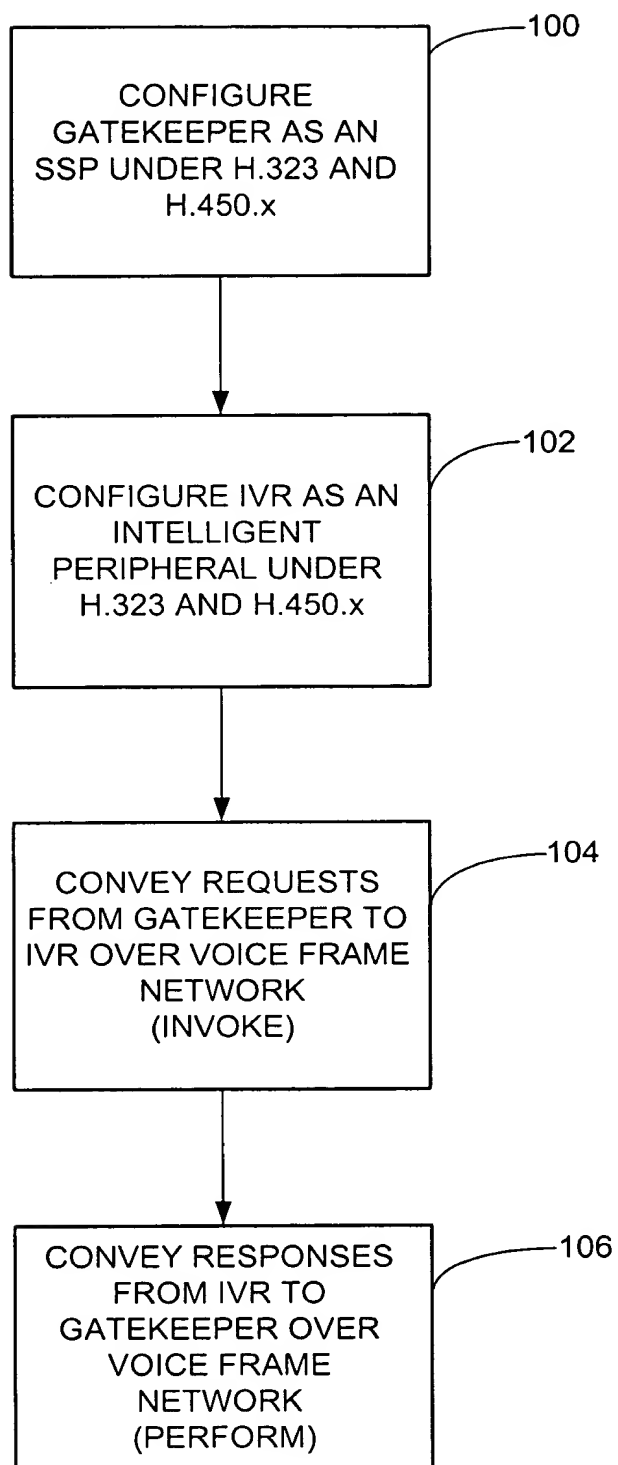 100
CONFIGURE
GATEKEEPER AS AN
SSP UNDER H.323 AND
H.450.x
102
CONFIGURE IVR AS AN
INTELLIGENT
PERIPHERAL UNDER
H.323 AND H.450.x
104
CONVEY REQUESTS
FROM GATEKEEPER TO
IVR OVER VOICE FRAME
NETWORK
(INVOKE)
106
CONVEY RESPONSES
FROM IVR TO
GATEKEEPER OVER
VOICE FRAME
NETWORK
(PERFORM)